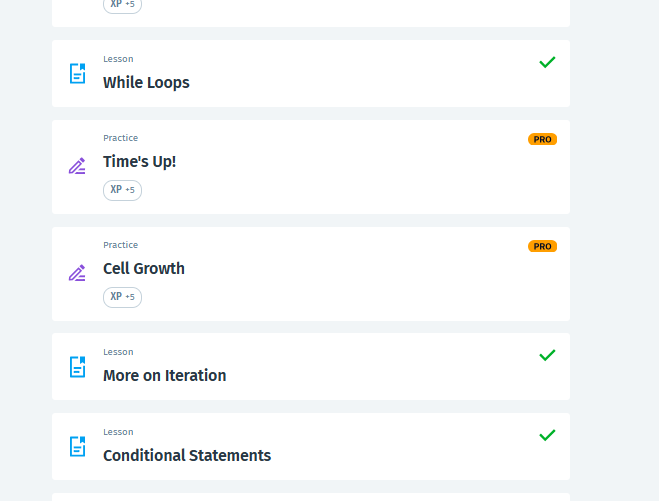 XP +5
Lesson
While Loops
Practice
PRO
Time's Up!
XP +5
Practice
PRO
Cell Growth
XP +5
Lesson
More on Iteration
Lesson
Conditional Statements